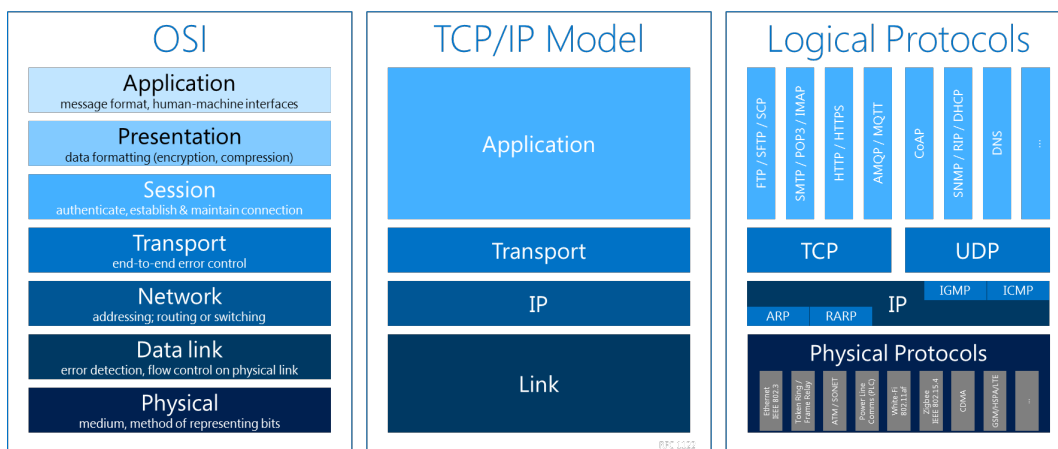 OSI
Application
message format, human-machine interfaces
Presentation
data formatting (encryption, compression)
Session
authenticate, establish & maintain connection
Transport
end-to-end error control
Network
addressing; routing or switching
Data link
error detection, flow control on physical link
Physical
medium, method of representing bits
TCP/IP Model
Application
Transport
IP
Link
Logical Protocols
FTP / SFTP / SCP
SMTP / POP3 / IMAP
HTTP / HTTPS
AMQP / MQTT
CoAP
SNMP / RIP / DHCP
DNS
...
TCP
UDP
IGMP
ICMP
IP
ARP
RARP
Physical Protocols
Ethernet
IEEE 802.3
Token Ring /
Frame Relay
ATM / SONET
Power Line
Comms (PLC)
White-Fi
802.11af
Zigbee
IEEE 802.15.4
CDMA
GSM/HSPA/LTE
...